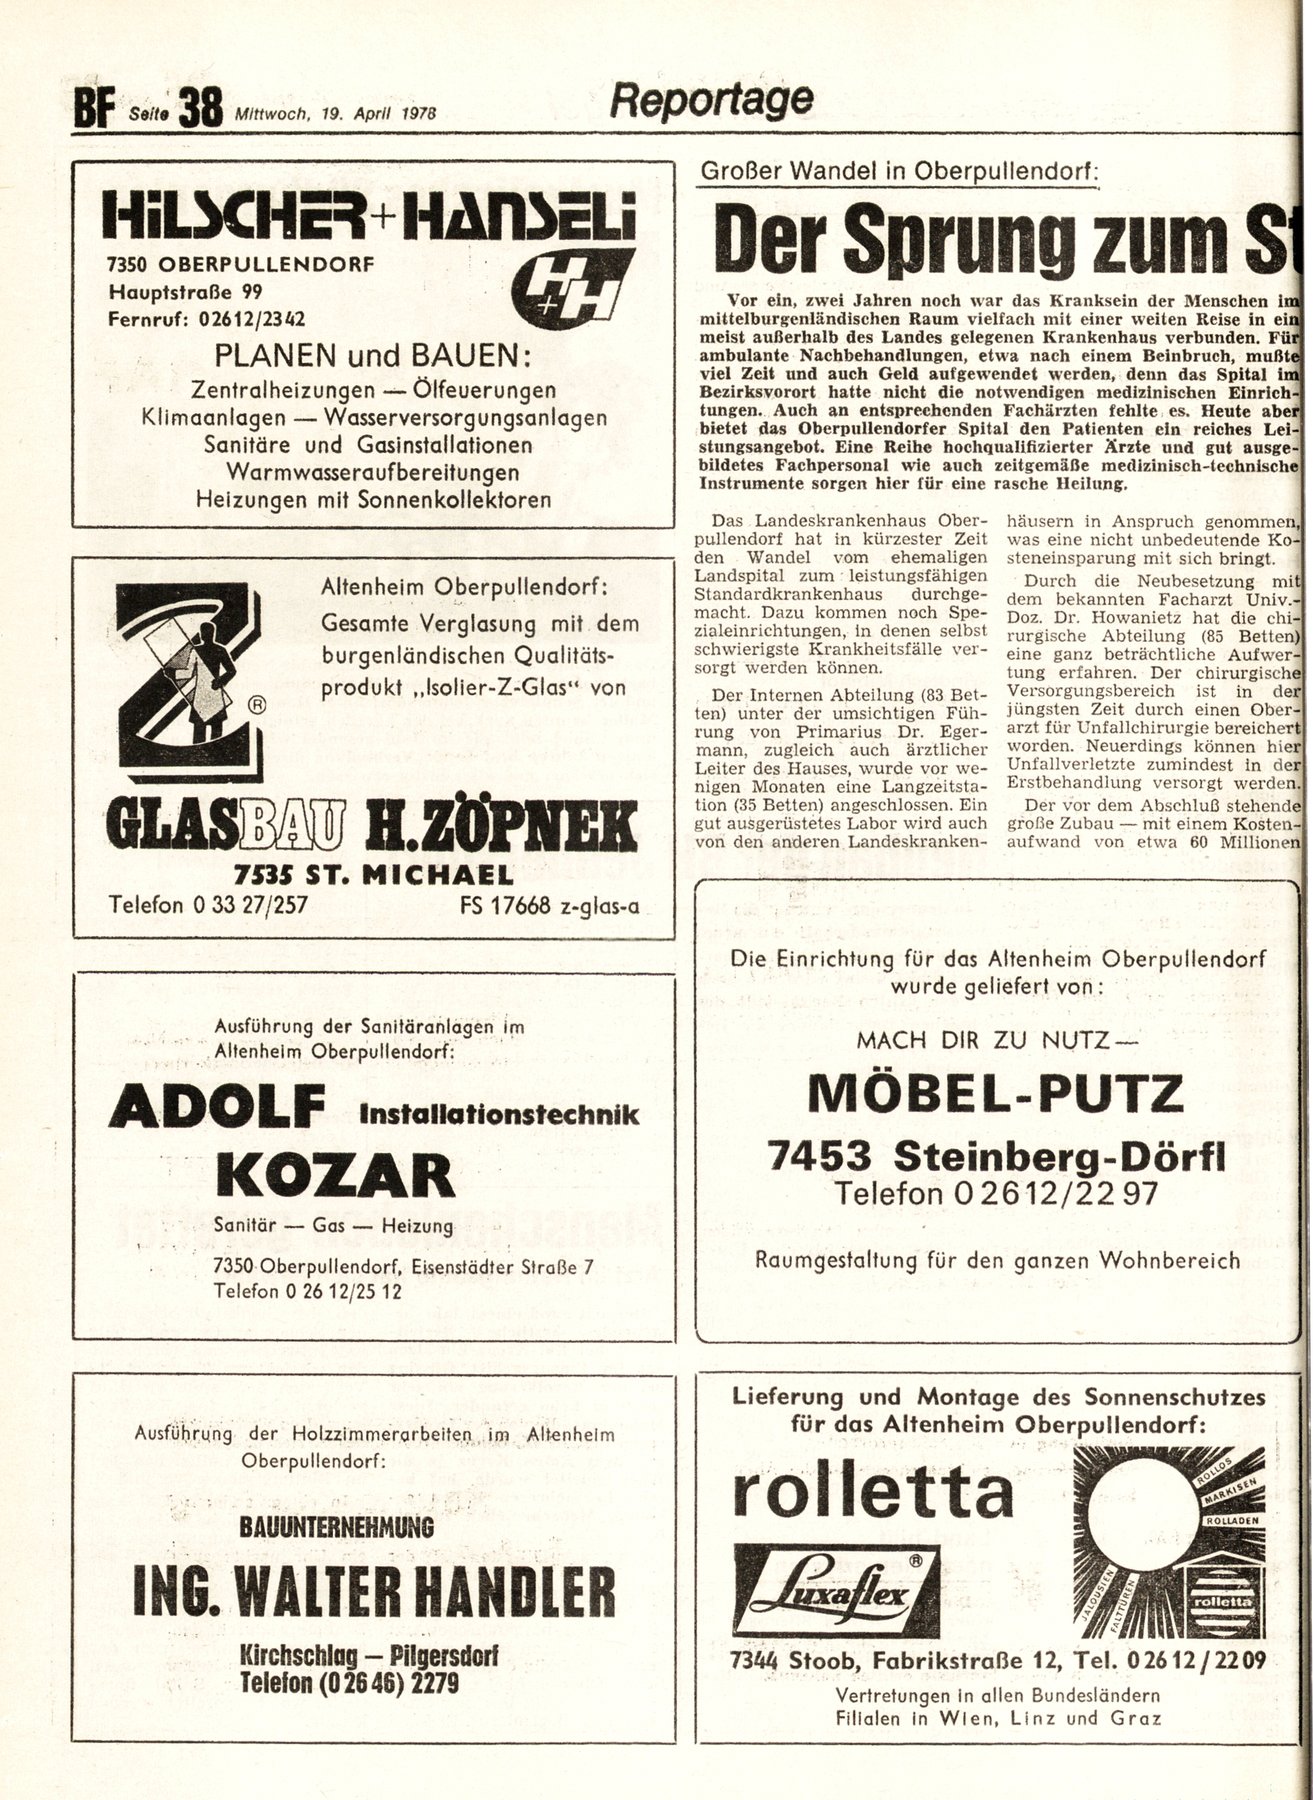 BF Seite 38 Mittwoch, 19. April 1978
Reportage
HiLSCHER+HANSELi
7350 OBERPULLENDORF
Hauptstraße 99
Fernruf: 02612/2342
H+H
PLANEN und BAUEN:
Zentralheizungen — Ölfeuerungen
Klimaanlagen — Wasserversorgungsanlagen
Sanitäre und Gasinstallationen
Warmwasseraufbereitungen
Heizungen mit Sonnenkollektoren
Altenheim Oberpullendorf:
Gesamte Verglasung mit dem
burgenländischen Qualitäts-
produkt „Isolier-Z-Glas“ von
Z ®
GLASBAU H.ZÖPNEK
7535 ST. MICHAEL
Telefon 0 33 27/257 FS 17668 z-glas-a
Ausführung der Sanitäranlagen im
Altenheim Oberpullendorf:
ADOLF Installationstechnik
KOZAR
Sanitär — Gas — Heizung
7350 Oberpullendorf, Eisenstädter Straße 7
Telefon 0 26 12/25 12
Ausführung der Holzzimmerarbeiten im Altenheim
Oberpullendorf:
BAUUNTERNEHMUNG
ING. WALTER HANDLER
Kirchschlag — Pilgersdorf
Telefon (0 26 46) 2279
Großer Wandel in Oberpullendorf:
Der Sprung zum St
Vor ein, zwei Jahren noch war das Kranksein der Menschen im
mittelburgenländischen Raum vielfach mit einer weiten Reise in ein
meist außerhalb des Landes gelegenen Krankenhaus verbunden. Für
ambulante Nachbehandlungen, etwa nach einem Beinbruch, mußte
viel Zeit und auch Geld aufgewendet werden, denn das Spital im
Bezirksvorort hatte nicht die notwendigen medizinischen Einrich-
tungen. Auch an entsprechenden Fachärzten fehlte es. Heute aber
bietet das Oberpullendorfer Spital den Patienten ein reiches Lei-
stungsangebot. Eine Reihe hochqualifizierter Ärzte und gut ausge-
bildetes Fachpersonal wie auch zeitgemäße medizinisch-technische
Instrumente sorgen hier für eine rasche Heilung.
Das Landeskrankenhaus Ober-
pullendorf hat in kürzester Zeit
den Wandel vom ehemaligen
Landspital zum leistungsfähigen
Standardkrankenhaus durchge-
macht. Dazu kommen noch Spe-
zialeinrichtungen, in denen selbst
schwierigste Krankheitsfälle ver-
sorgt werden können.
Der Internen Abteilung (83 Bet-
ten) unter der umsichtigen Füh-
rung von Primarius Dr. Eger-
mann, zugleich auch ärztlicher
Leiter des Hauses, wurde vor we-
nigen Monaten eine Langzeitsta-
tion (35 Betten) angeschlossen. Ein
gut ausgerüstetes Labor wird auch
von den anderen Landeskranken-
häusern in Anspruch genommen,
was eine nicht unbedeutende Ko-
steneinsparung mit sich bringt.
Durch die Neubesetzung mit
dem bekannten Facharzt Univ.-
Doz. Dr. Howanietz hat die chi-
rurgische Abteilung (85 Betten)
eine ganz beträchtliche Aufwer-
tung erfahren. Der chirurgische
Versorgungsbereich ist in der
jüngsten Zeit durch einen Ober-
arzt für Unfallchirurgie bereichert
worden. Neuerdings können hier
Unfallverletzte zumindest in der
Erstbehandlung versorgt werden.
Der vor dem Abschluß stehende
große Zubau — mit einem Kosten-
aufwand von etwa 60 Millionen
Die Einrichtung für das Altenheim Oberpullendorf
wurde geliefert von:
MACH DIR ZU NUTZ—
MÖBEL-PUTZ
7453 Steinberg-Dörfl
Telefon 0 26 12/22 97
Raumgestaltung für den ganzen Wohnbereich
Lieferung und Montage des Sonnenschutzes
für das Altenheim Oberpullendorf:
rolletta
Luxaflex ®
ROLLOS
MARKISEN
ROLLADEN
JALOUSIEN
FALTTÜREN
rolletta
7344 Stoob, Fabrikstraße 12, Tel. 0 26 12 / 22 09
Vertretungen in allen Bundesländern
Filialen in Wien, Linz und Graz